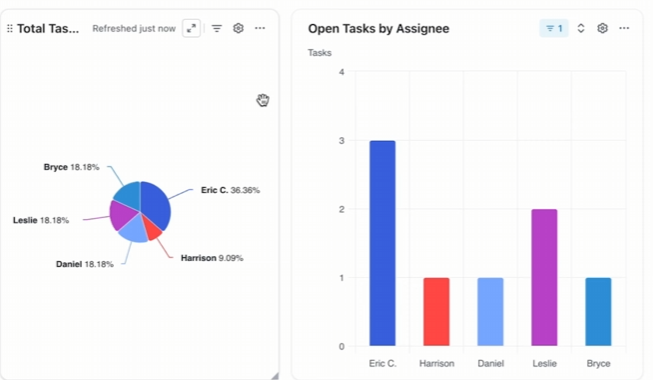 Total Tas...
Refreshed just now
Bryce 18.18%
Eric C. 36.36%
Leslie 18.18%
Harrison 9.09%
Daniel 18.18%
Open Tasks by Assignee
1
Tasks
4
3
2
1
0
Eric C. Harrison Daniel Leslie Bryce